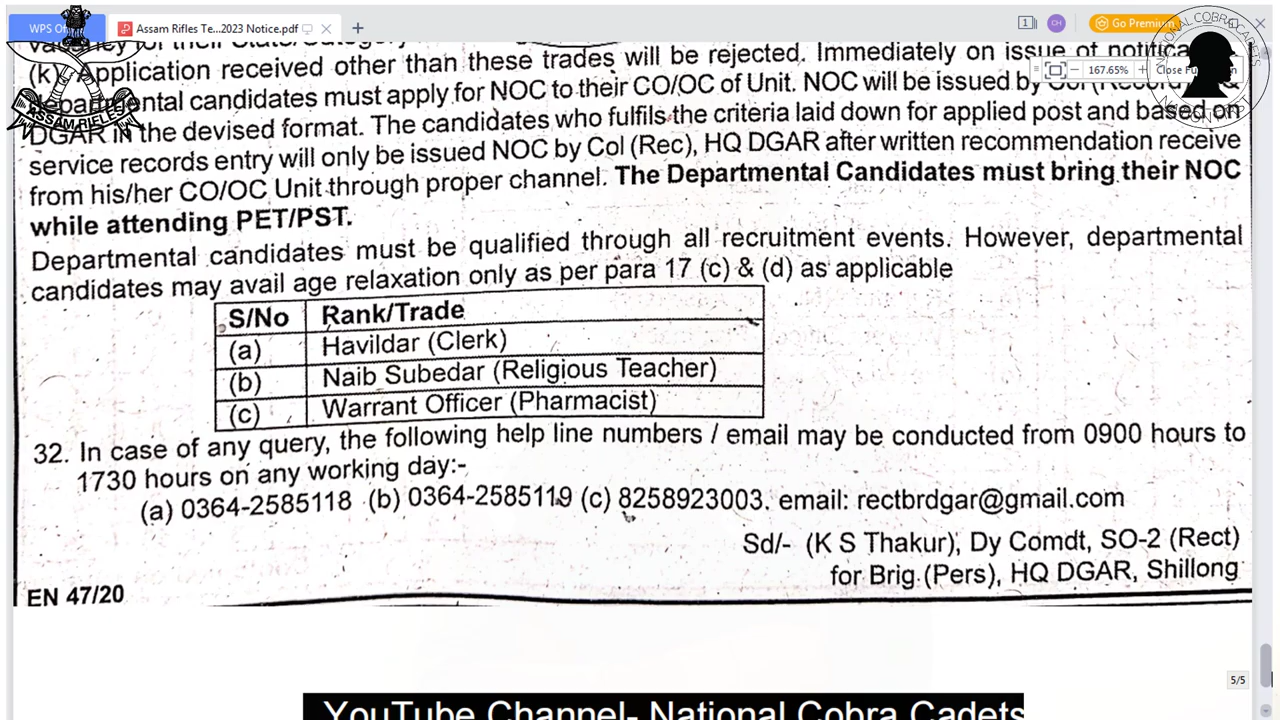 WPS Of
Assam Rifles Te...2023 Notice.pdf
Go Premium
167.65%
vacancy for their State/Category
(k) Application received other than these trades will be rejected. Immediately on issue of
departmental candidates must apply for NOC to their CO/OC of Unit. NOC will be issued by Col
DGAR in the devised format. The candidates who fulfils the criteria laid down for applied post and based on
service records entry will only be issued NOC by Col (Rec), HQ DGAR after written recommendation receive
from his/her CO/OC Unit through proper channel. The Departmental Candidates must bring their NOC
while attending PET/PST.
Departmental candidates must be qualified through all recruitment events. However, departmental
candidates may avail age relaxation only as per para 17 (c) & (d) as applicable
S/No Rank/Trade
(a) Havildar (Clerk)
(b) Naib Subedar (Religious Teacher)
(c) Warrant Officer (Pharmacist)
32. In case of any query, the following help line numbers / email may be conducted from 0900 hours to
1730 hours on any working day:-
(a) 0364-2585118 (b) 0364-2585119 (c) 8258923003. email: rectbrdgar@gmail.com
Sd/- (K S Thakur), Dy Comdt, SO-2 (Rect)
for Brig (Pers), HQ DGAR, Shillong
EN 47/20
5/5
YouTube Channel- National Cobra Cadets
ASSAM RIFLES